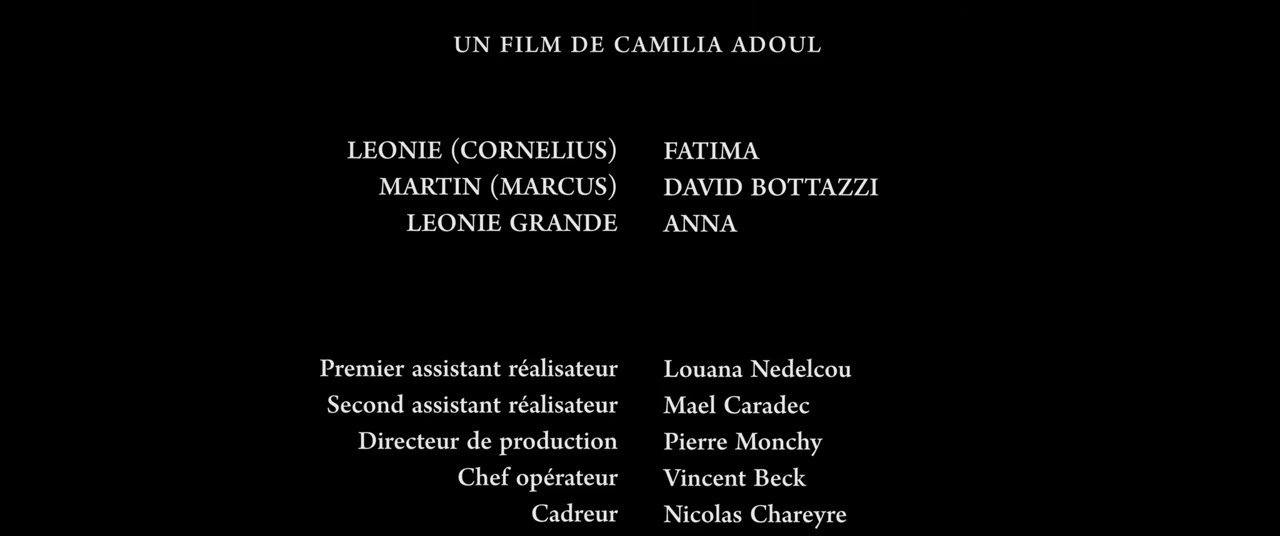 UN FILM DE CAMILIA ADOUL
LEONIE (CORNELIUS) FATIMA
MARTIN (MARCUS) DAVID BOTTAZZI
LEONIE GRANDE ANNA
Premier assistant réalisateur Louana Nedelcou
Second assistant réalisateur Mael Caradec
Directeur de production Pierre Monchy
Chef opérateur Vincent Beck
Cadreur Nicolas Chareyre